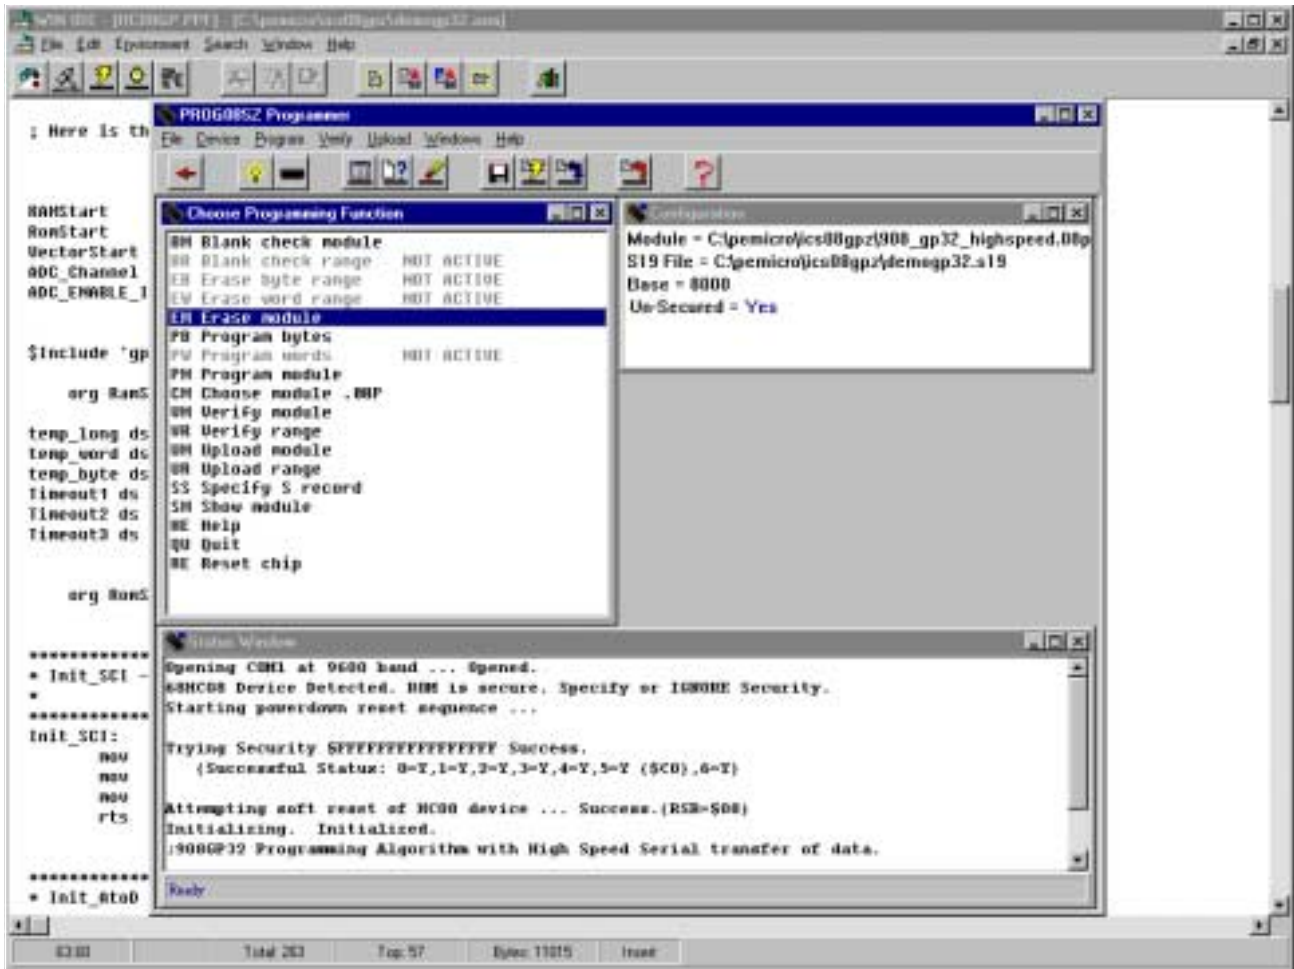 WIN IDE - [C:\pemicro\ics08gpz\demogp32.asm]
File Edit Environment Search Window Help
; Here is th
RAMStart
RomStart
VectorStart
ADC_Channel
ADC_ENABLE_I
$Include 'gp
org RamS
temp_long ds
temp_word ds
temp_byte ds
Timeout1 ds
Timeout2 ds
Timeout3 ds
org RomS
************
* Init_SCI -
*
************
Init_SCI:
mov
mov
mov
rts
************
* Init_AtoD
PROG08SZ Programmer
File Device Program Verify Upload Windows Help
Choose Programming Function
BM Blank check module
BR Blank check range NOT ACTIVE
EB Erase byte range NOT ACTIVE
EW Erase word range NOT ACTIVE
EM Erase module
PB Program bytes
PW Program words NOT ACTIVE
PM Program module
CM Choose module .08P
VM Verify module
VR Verify range
UM Upload module
UR Upload range
SS Specify S record
SM Show module
HE Help
QU Quit
RE Reset chip
Configuration
Module = C:\pemicro\ics08gpz\908_gp32_highspeed.08p
S19 File = C:\pemicro\ics08gpz\demogp32.s19
Base = 8000
Un-Secured = Yes
Status Window
Opening COM1 at 9600 baud ... Opened.
68HC08 Device Detected. ROM is secure. Specify or IGNORE Security.
Starting powerdown reset sequence ...
Trying Security $FFFFFFFFFFFFFFFF Success.
(Successful Status: 0=Y,1=Y,2=Y,3=Y,4=Y,5=Y ($C0),6=Y)
Attempting soft reset of HC08 device ... Success.(RSR=$08)
Initializing. Initialized.
;908GP32 Programming Algorithm with High Speed Serial transfer of data.
Ready
Total: 263
Top: 57
Bytes: 11015
Insert